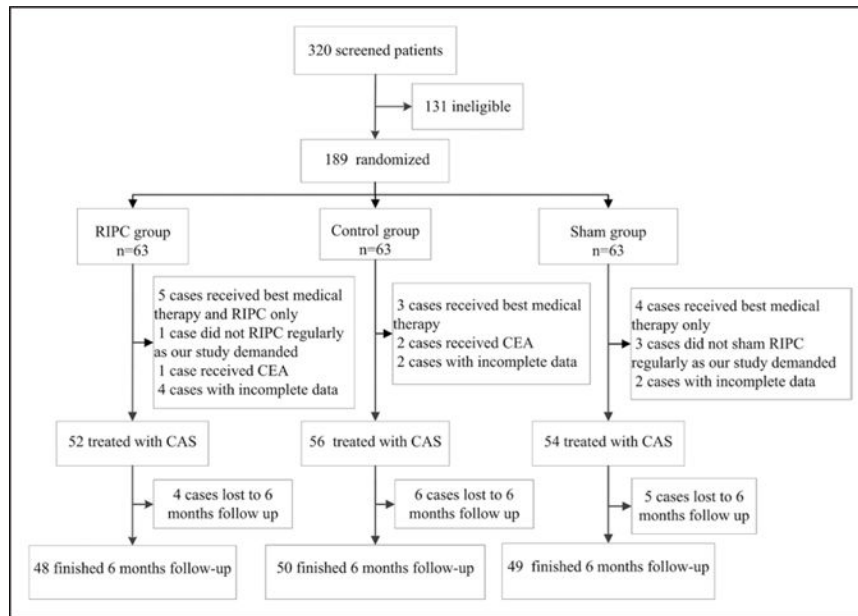 320 screened patients
131 ineligible
189 randomized
RIPC group
n=63
Control group
n=63
Sham group
n=63
5 cases received best medical
therapy and RIPC only
1 case did not RIPC regularly
as our study demanded
1 case received CEA
4 cases with incomplete data
3 cases received best medical
therapy
2 cases received CEA
2 cases with incomplete data
4 cases received best medical
therapy only
3 cases did not sham RIPC
regularly as our study demanded
2 cases with incomplete data
52 treated with CAS
56 treated with CAS
54 treated with CAS
4 cases lost to 6
months follow up
6 cases lost to 6
months follow up
5 cases lost to 6
months follow up
48 finished 6 months follow-up
50 finished 6 months follow-up
49 finished 6 months follow-up